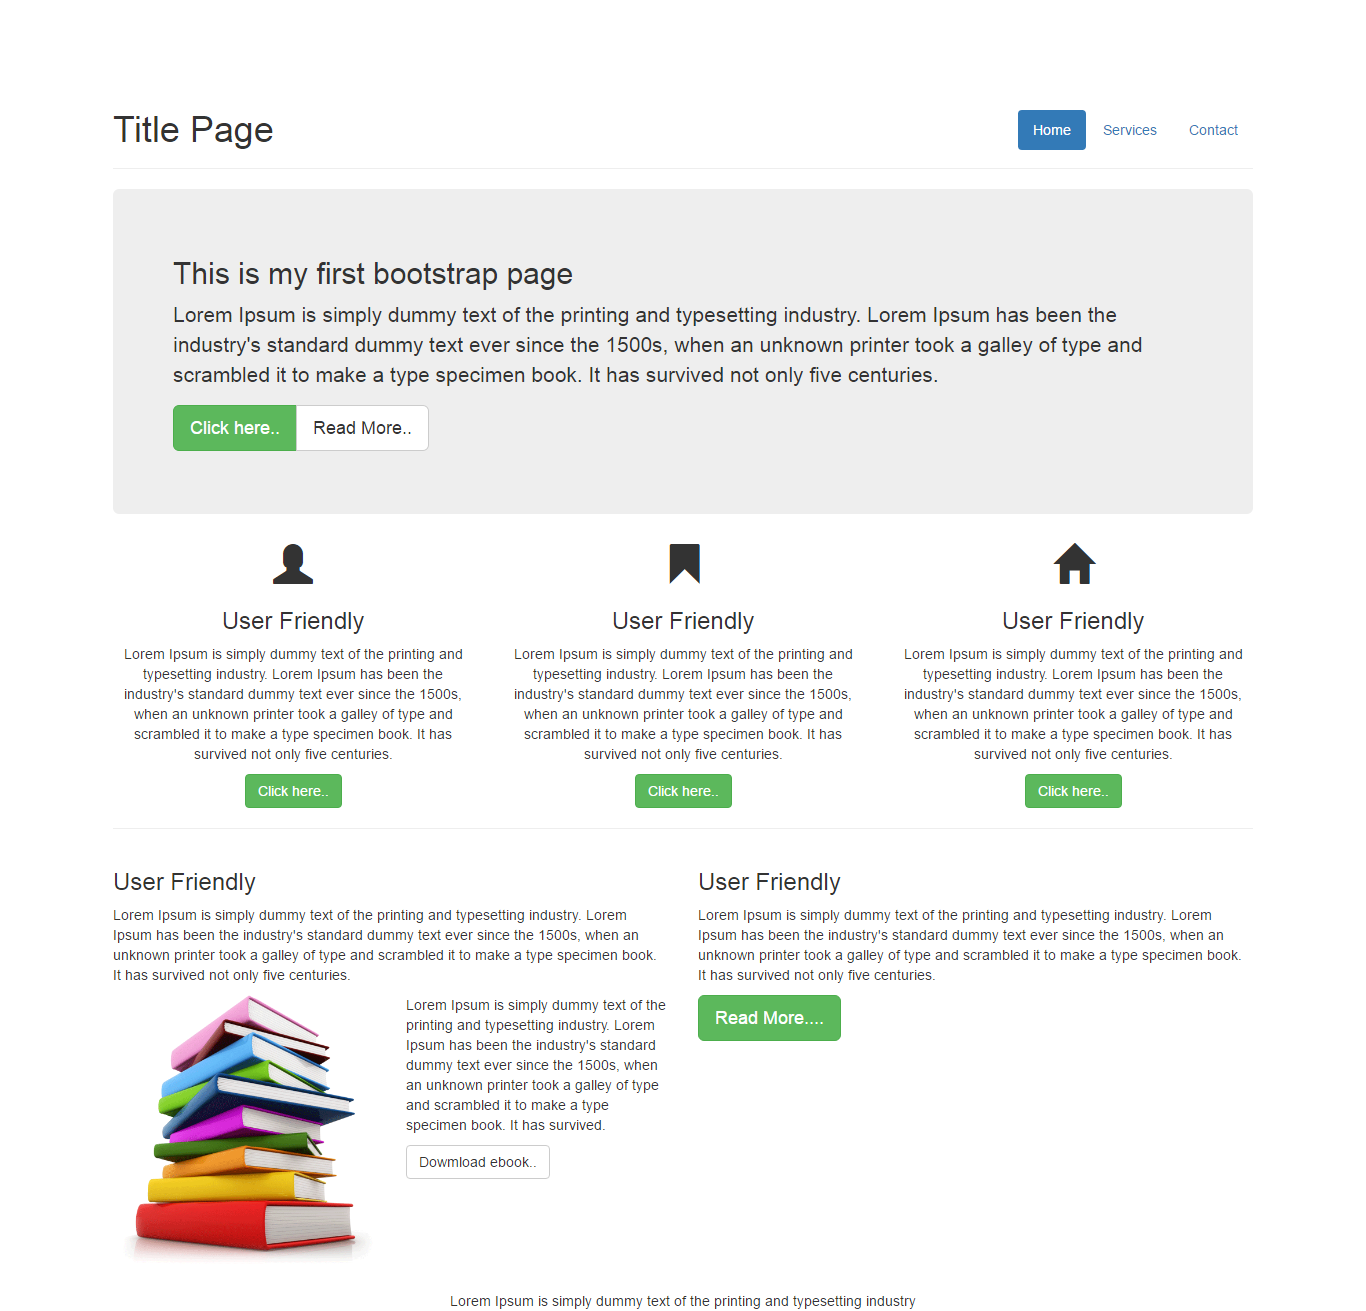 Title Page
Home Services Contact
This is my first bootstrap page
Lorem Ipsum is simply dummy text of the printing and typesetting industry. Lorem Ipsum has been the
industry's standard dummy text ever since the 1500s, when an unknown printer took a galley of type and
scrambled it to make a type specimen book. It has survived not only five centuries.
Click here.. Read More..
User Friendly
Lorem Ipsum is simply dummy text of the printing and
typesetting industry. Lorem Ipsum has been the
industry's standard dummy text ever since the 1500s,
when an unknown printer took a galley of type and
scrambled it to make a type specimen book. It has
survived not only five centuries.
Click here..
User Friendly
Lorem Ipsum is simply dummy text of the printing and
typesetting industry. Lorem Ipsum has been the
industry's standard dummy text ever since the 1500s,
when an unknown printer took a galley of type and
scrambled it to make a type specimen book. It has
survived not only five centuries.
Click here..
User Friendly
Lorem Ipsum is simply dummy text of the printing and
typesetting industry. Lorem Ipsum has been the
industry's standard dummy text ever since the 1500s,
when an unknown printer took a galley of type and
scrambled it to make a type specimen book. It has
survived not only five centuries.
Click here..
User Friendly
Lorem Ipsum is simply dummy text of the printing and typesetting industry. Lorem
Ipsum has been the industry's standard dummy text ever since the 1500s, when an
unknown printer took a galley of type and scrambled it to make a type specimen book.
It has survived not only five centuries.
Lorem Ipsum is simply dummy text of the
printing and typesetting industry. Lorem
Ipsum has been the industry's standard
dummy text ever since the 1500s, when
an unknown printer took a galley of type
and scrambled it to make a type
specimen book. It has survived.
Dowmload ebook..
User Friendly
Lorem Ipsum is simply dummy text of the printing and typesetting industry. Lorem
Ipsum has been the industry's standard dummy text ever since the 1500s, when an
unknown printer took a galley of type and scrambled it to make a type specimen book.
It has survived not only five centuries.
Read More....
Lorem Ipsum is simply dummy text of the printing and typesetting industry